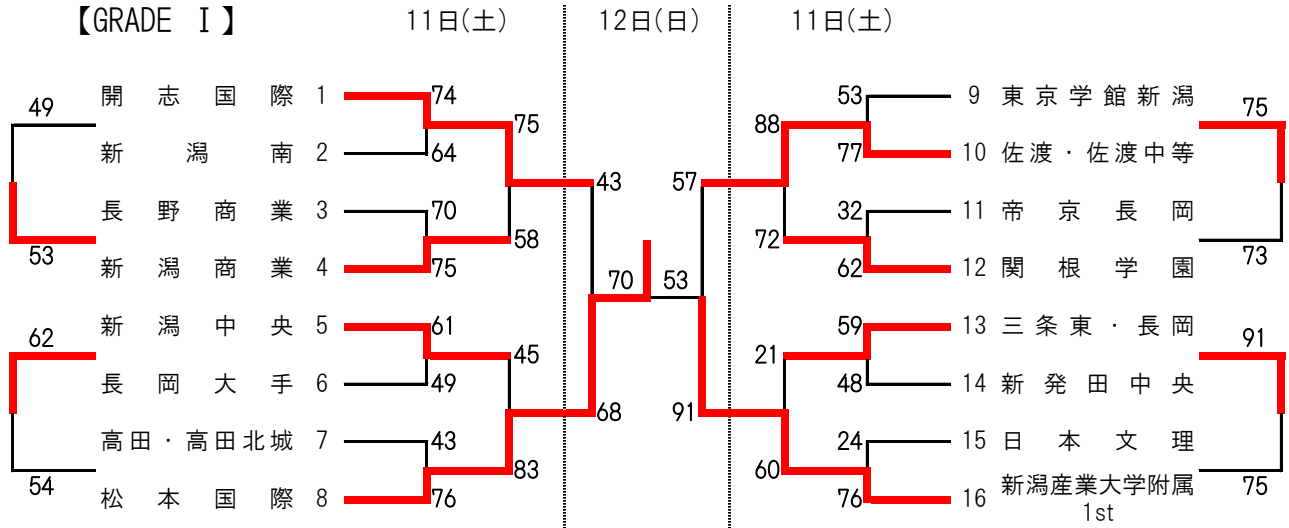 【GRADE Ⅰ】 11日(土) 12日(日) 11日(土)
49 開志国際 1 74 53 9 東京学館新潟 75
75 88
新潟南 2 64 77 10 佐渡・佐渡中等
43 57
長野商業 3 70 32 11 帝京長岡
58 72
53 新潟商業 4 75 62 12 関根学園 73
70 53
62 新潟中央 5 61 59 13 三条東・長岡 91
45 21
長岡大手 6 49 48 14 新発田中央
68 91
高田・高田北城 7 43 24 15 日本文理
83 60
54 松本国際 8 76 76 16 新潟産業大学附属 75
1st